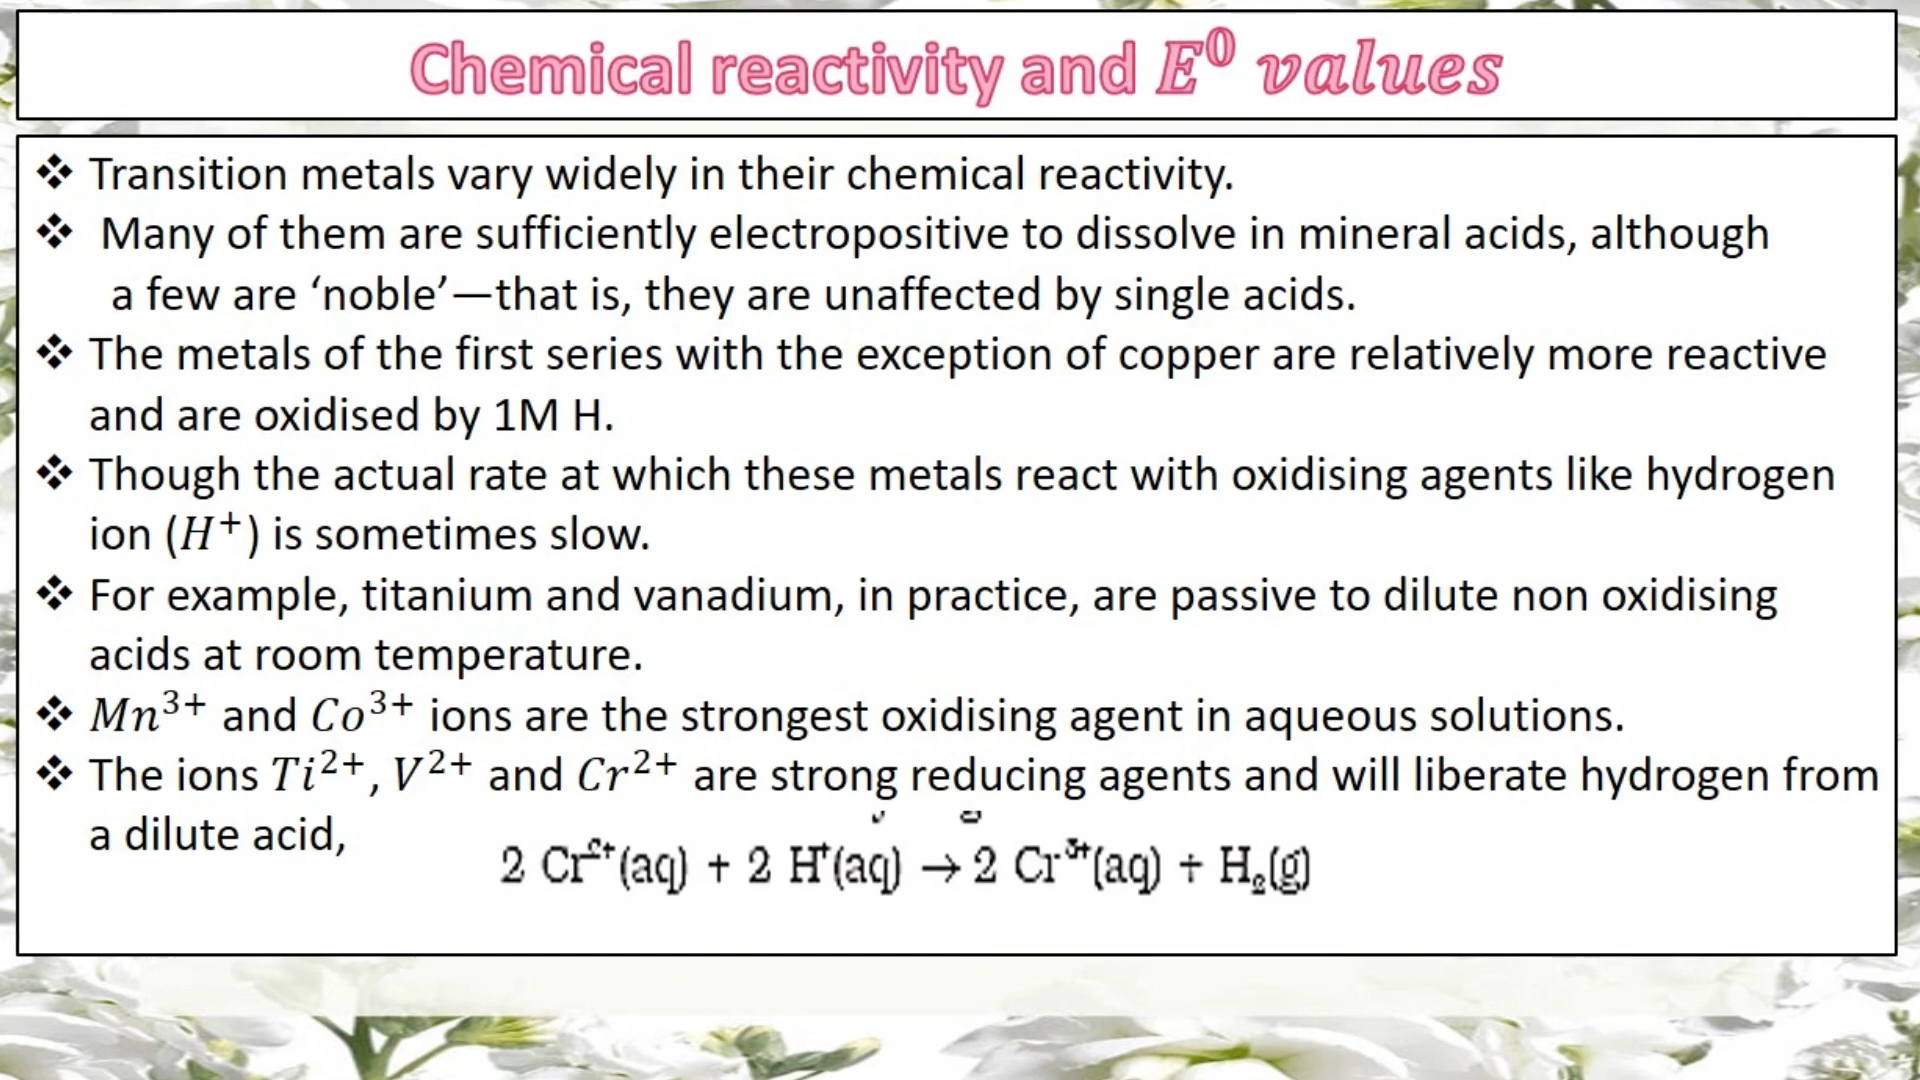 Chemical reactivity and E⁰ values
❖ Transition metals vary widely in their chemical reactivity.
❖ Many of them are sufficiently electropositive to dissolve in mineral acids, although
a few are ‘noble’—that is, they are unaffected by single acids.
❖ The metals of the first series with the exception of copper are relatively more reactive
and are oxidised by 1M H.
❖ Though the actual rate at which these metals react with oxidising agents like hydrogen
ion (H⁺) is sometimes slow.
❖ For example, titanium and vanadium, in practice, are passive to dilute non oxidising
acids at room temperature.
❖ Mn³⁺ and Co³⁺ ions are the strongest oxidising agent in aqueous solutions.
❖ The ions Ti²⁺, V²⁺ and Cr²⁺ are strong reducing agents and will liberate hydrogen from
a dilute acid,
2 Cr²⁺(aq) + 2 H⁺(aq) → 2 Cr³⁺(aq) + H₂(g)